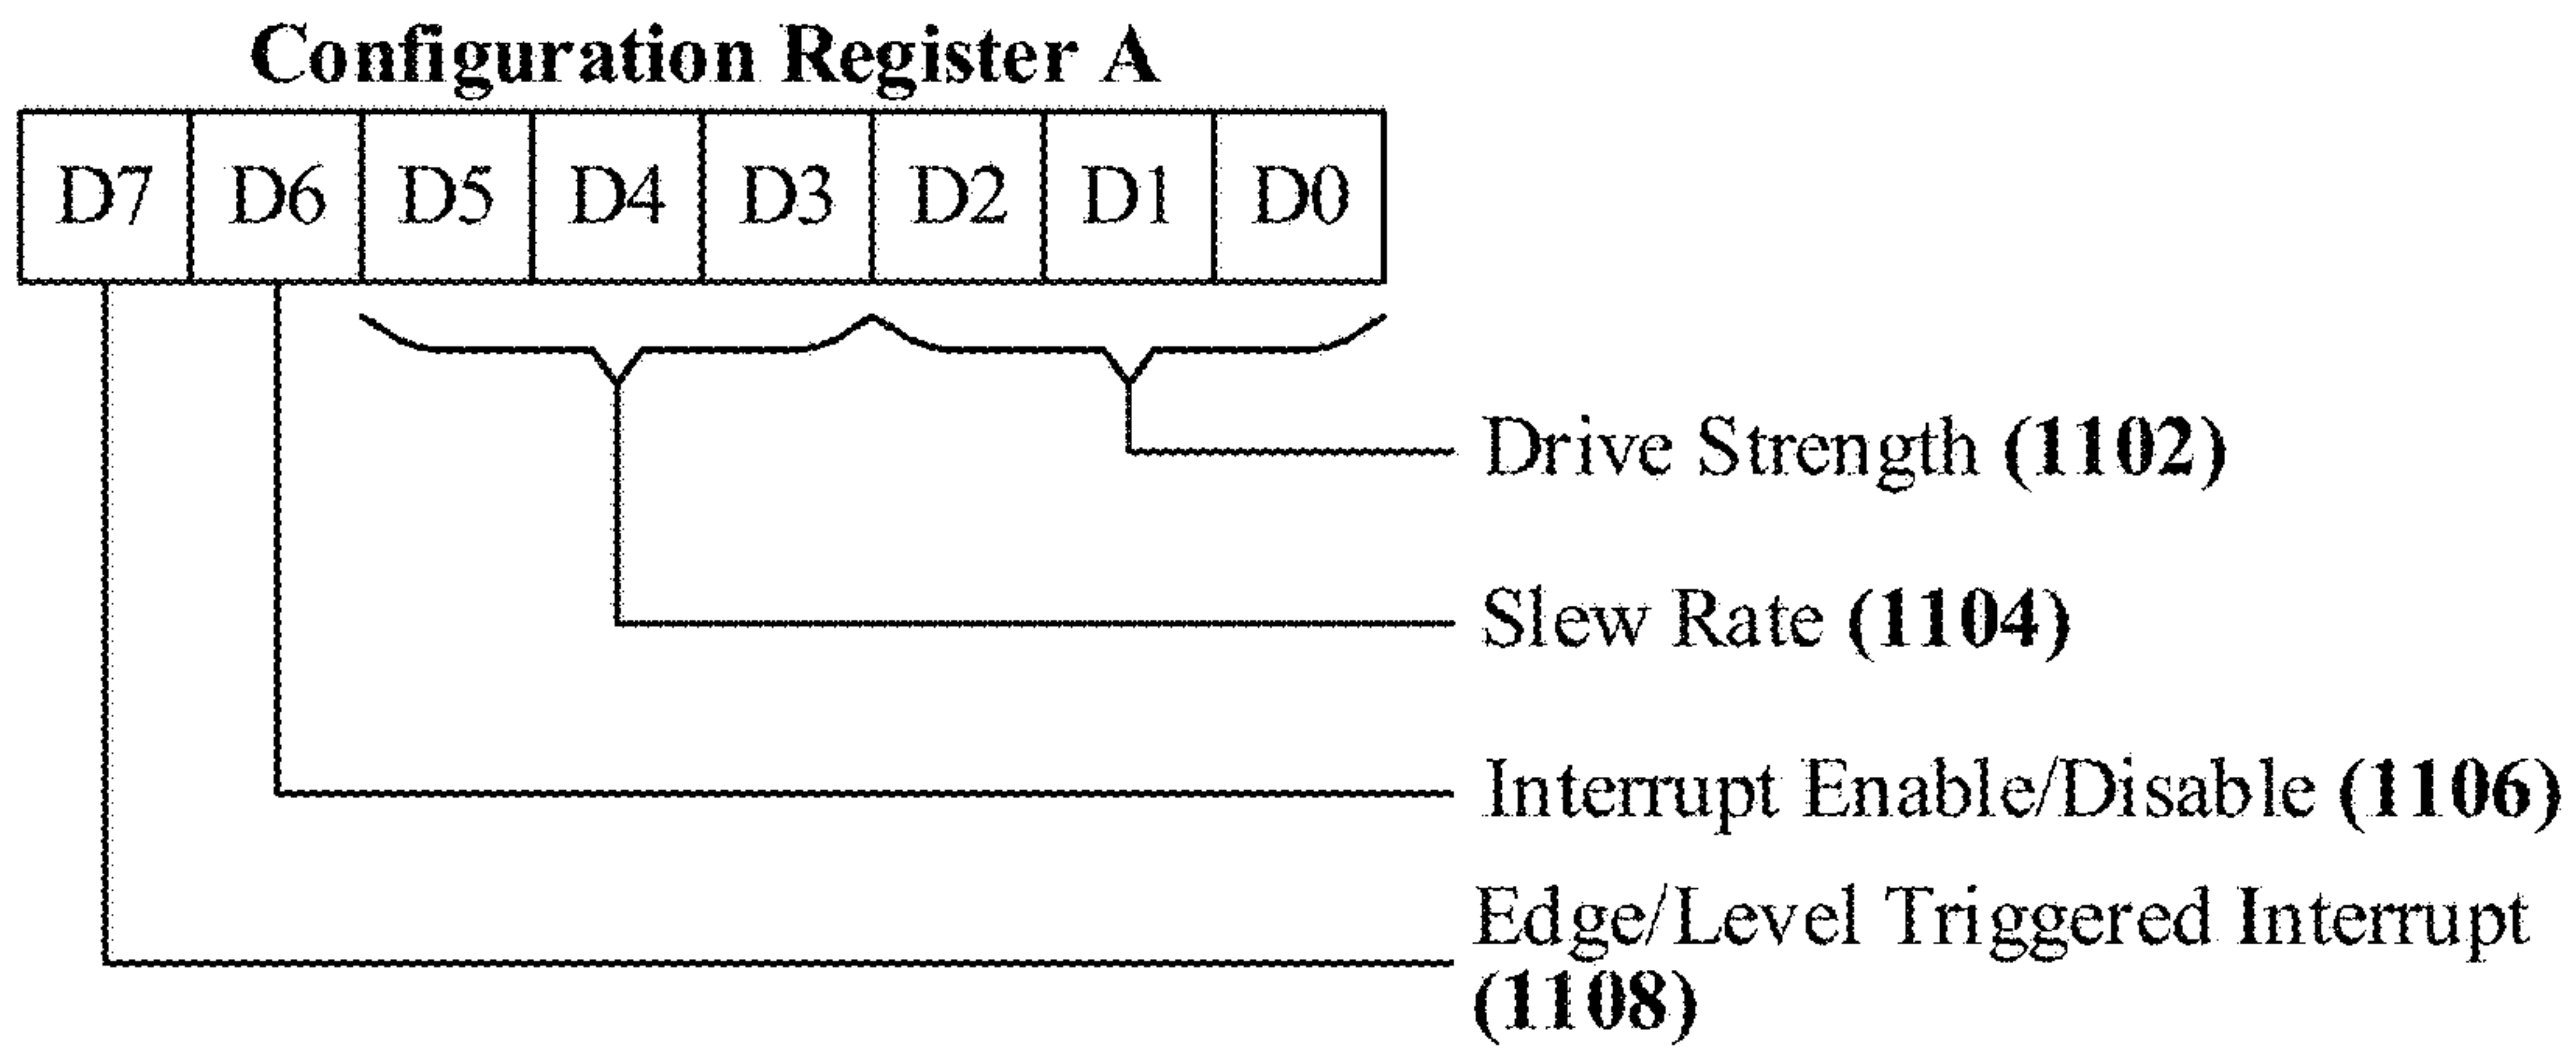 Configuration Register A
D7 D6 D5 D4 D3 D2 D1 D0
Drive Strength (1102)
Slew Rate (1104)
Interrupt Enable/Disable (1106)
Edge/Level Triggered Interrupt
(1108)